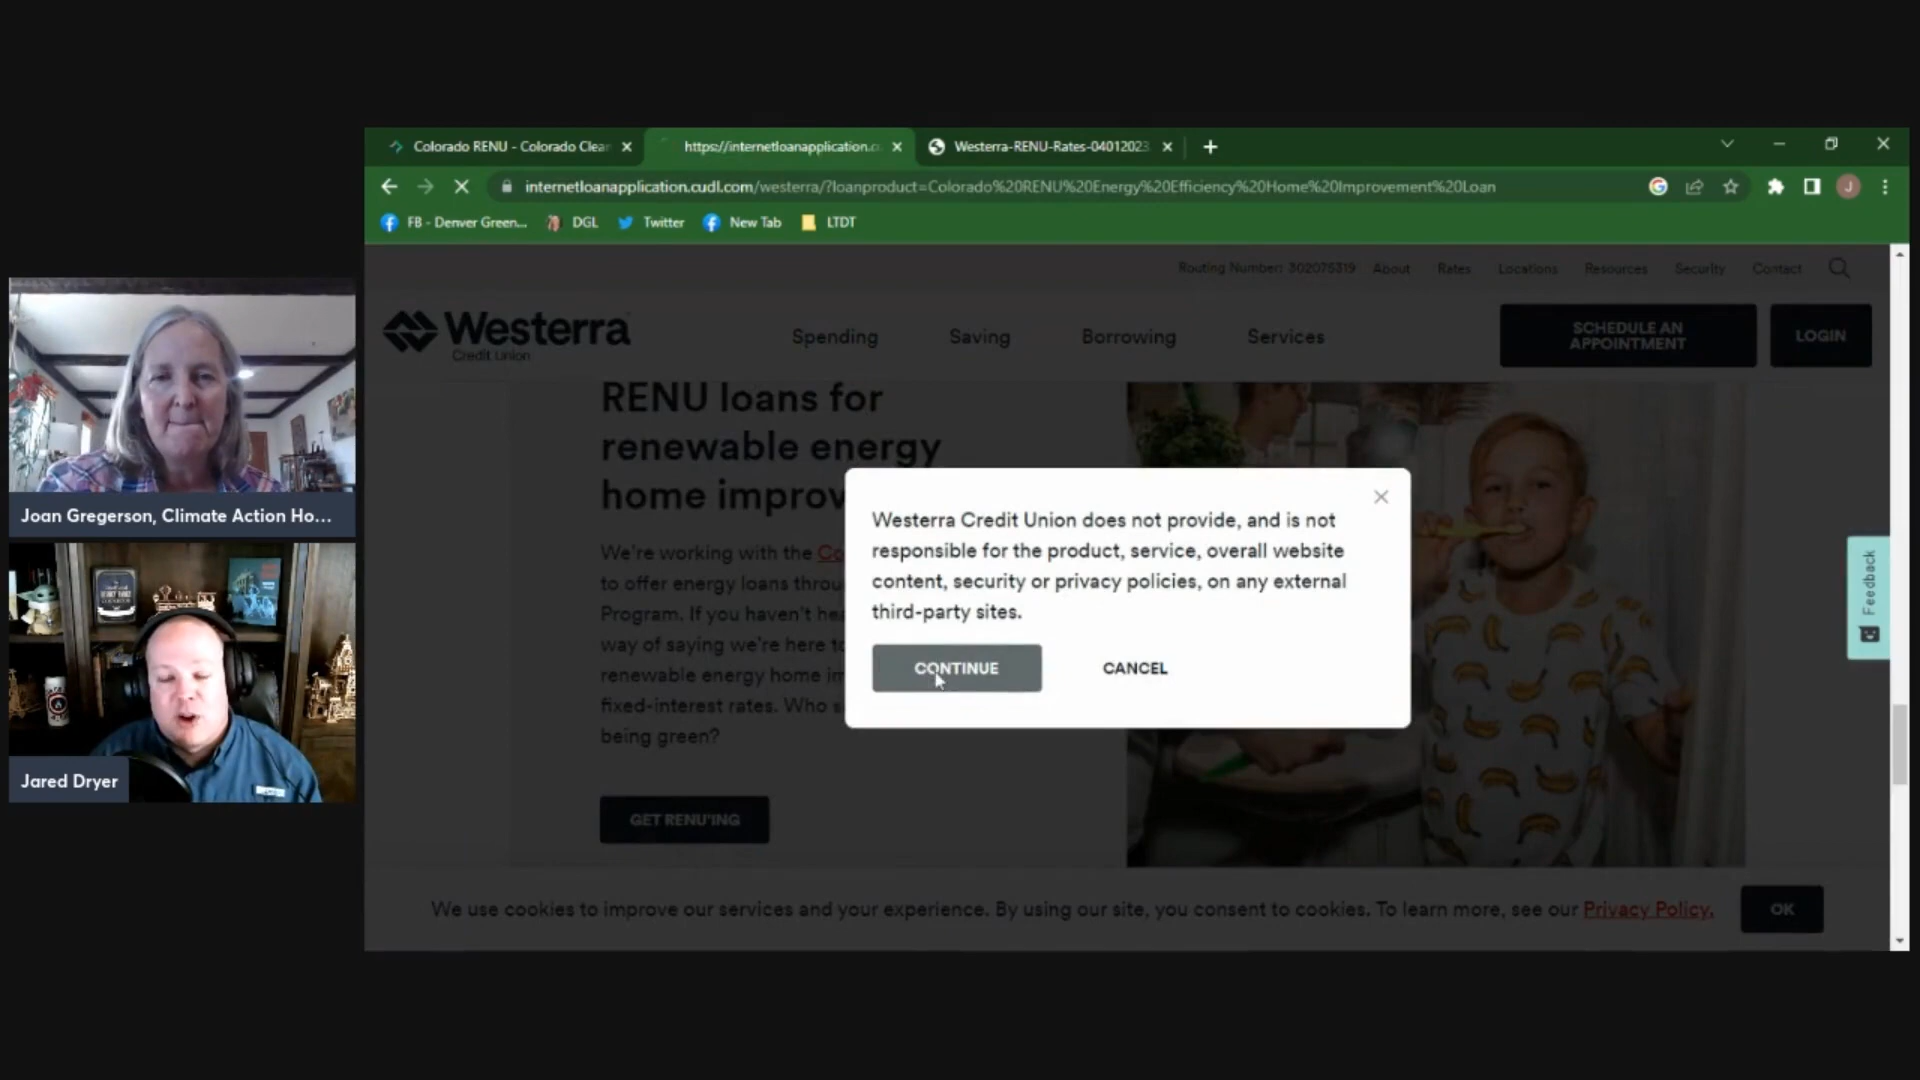 Colorado RENU - Colorado Clea
https://internetloanapplication.c
Westerra-RENU-Rates-04012023
internetloanapplication.cudl.com/westerra/?loanproduct=Colorado%20RENU%20Energy%20Efficiency%20Home%20Improvement%20Loan
J
FB - Denver Green...
DGL
Twitter
New Tab
LTDT
Routing Number: 302075319
About
Rates
Locations
Resources
Security
Contact
Westerra
Credit Union
Spending
Saving
Borrowing
Services
SCHEDULE AN
APPOINTMENT
LOGIN
RENU loans for
renewable energy
home improv
We're working with the Co
to offer energy loans throu
Program. If you haven't hea
way of saying we're here to
renewable energy home im
fixed-interest rates. Who s
being green?
GET RENU'ING
Westerra Credit Union does not provide, and is not
responsible for the product, service, overall website
content, security or privacy policies, on any external
third-party sites.
CONTINUE
CANCEL
Feedback
We use cookies to improve our services and your experience. By using our site, you consent to cookies. To learn more, see our Privacy Policy.
OK
Joan Gregerson, Climate Action Ho...
Jared Dryer